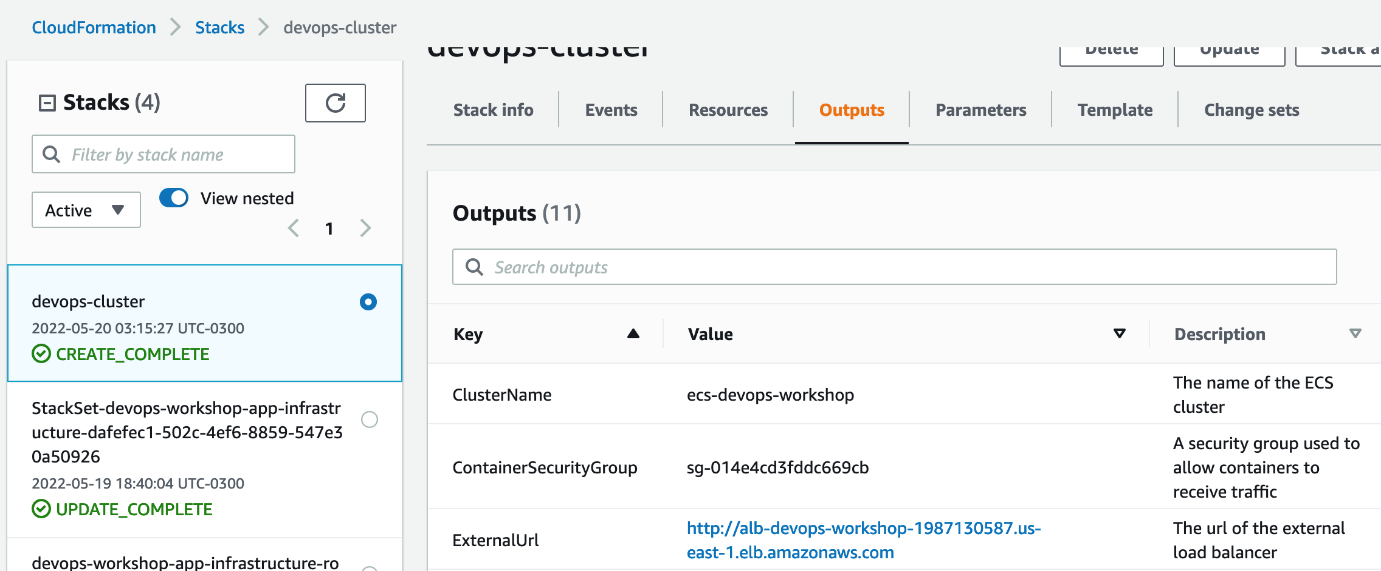 CloudFormation > Stacks > devops-cluster
devops-cluster
Delete
Update
Stack a
Stacks (4)
Filter by stack name
Active
View nested
1
devops-cluster
2022-05-20 03:15:27 UTC-0300
CREATE_COMPLETE
StackSet-devops-workshop-app-infrastr
ucture-dafefec1-502c-4ef6-8859-547e3
0a50926
2022-05-19 18:40:04 UTC-0300
UPDATE_COMPLETE
devops-workshop-app-infrastructure-ro
Stack info
Events
Resources
Outputs
Parameters
Template
Change sets
Outputs (11)
Search outputs
Key
Value
Description
ClusterName
ecs-devops-workshop
The name of the ECS
cluster
ContainerSecurityGroup
sg-014e4cd3fddc669cb
A security group used to
allow containers to
receive traffic
ExternalUrl
http://alb-devops-workshop-1987130587.us-
east-1.elb.amazonaws.com
The url of the external
load balancer